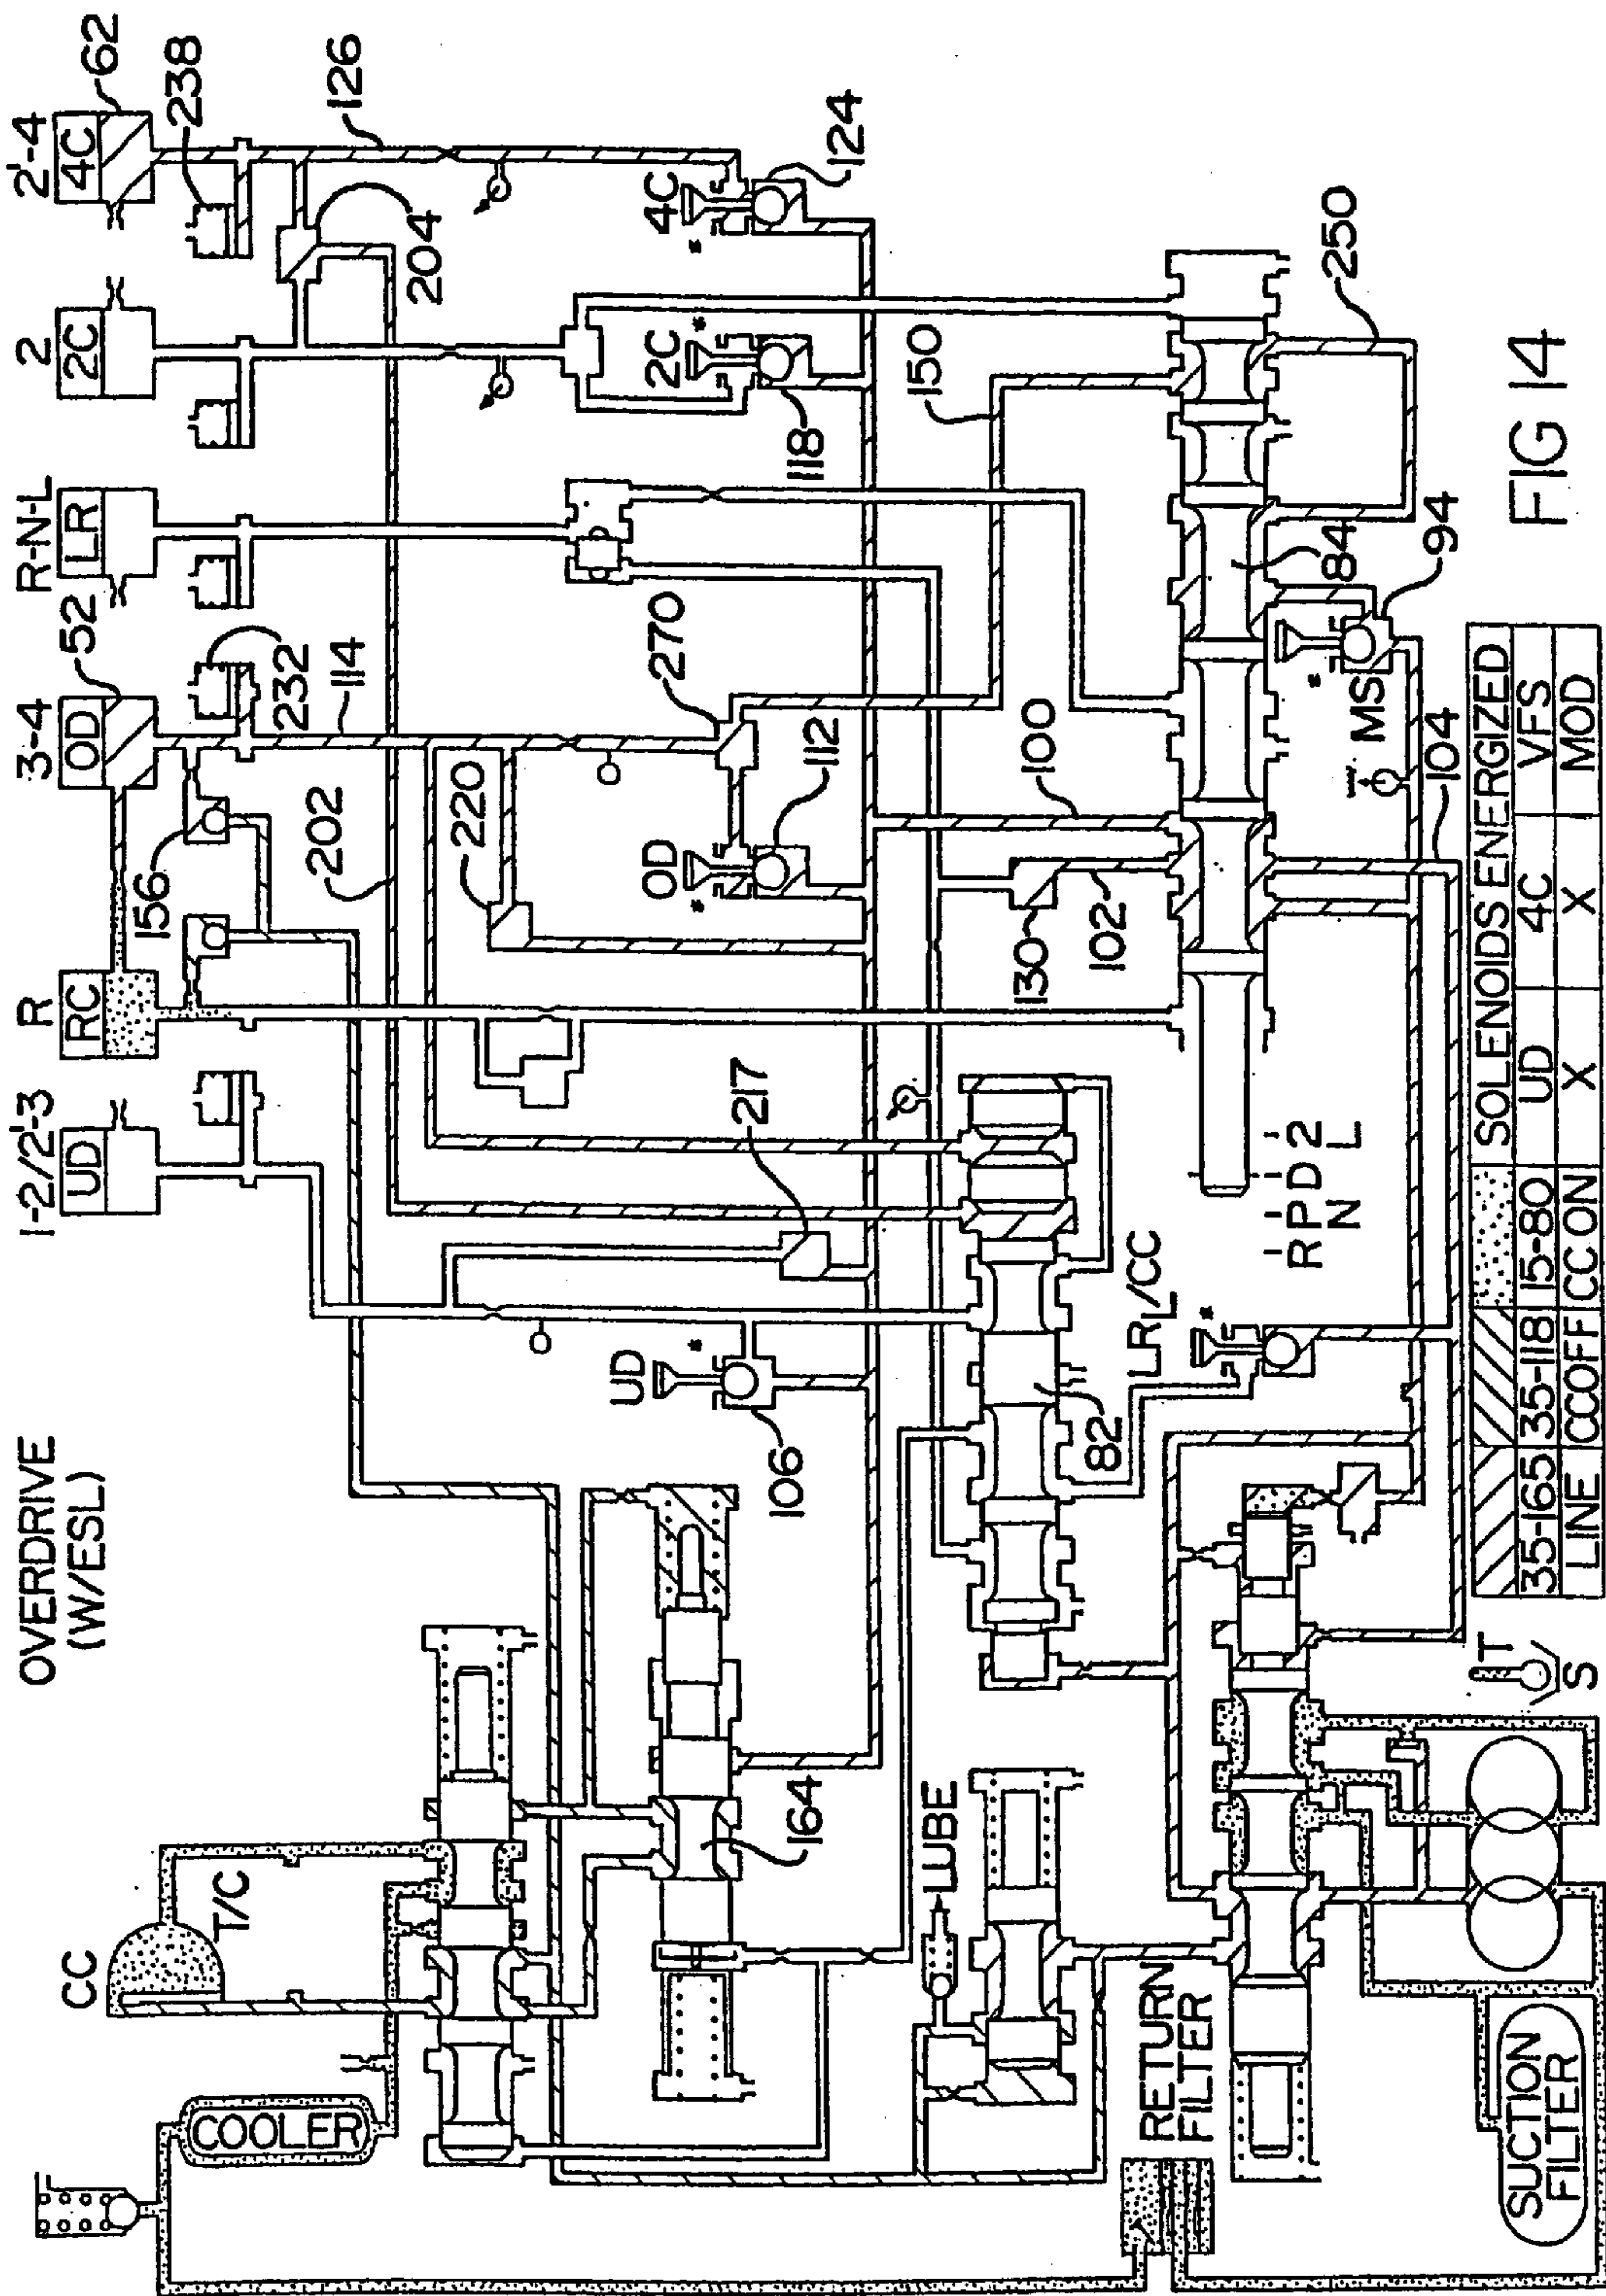 OVERDRIVE
(W/ESL)
1-2/2'-3
R
3-4
R-N-L
2
2'-4
UD
RC
OD
LR
2C
4C
52
62
238
232
156
114
126
202
204
220
270
OD
112
2C
118
4C
124
150
217
UD
106
130
102
100
CC
T/C
COOLER
164
82
LR/CC
L
84
250
MS
94
104
R P D 2
N L
LUBE
RETURN
FILTER
SUCTION
FILTER
T
S
SOLENOIDS ENERGIZED
35-165 35-118 15-80 UD 4C VFS
LINE CCOFF CC ON X X MOD
FIG 14